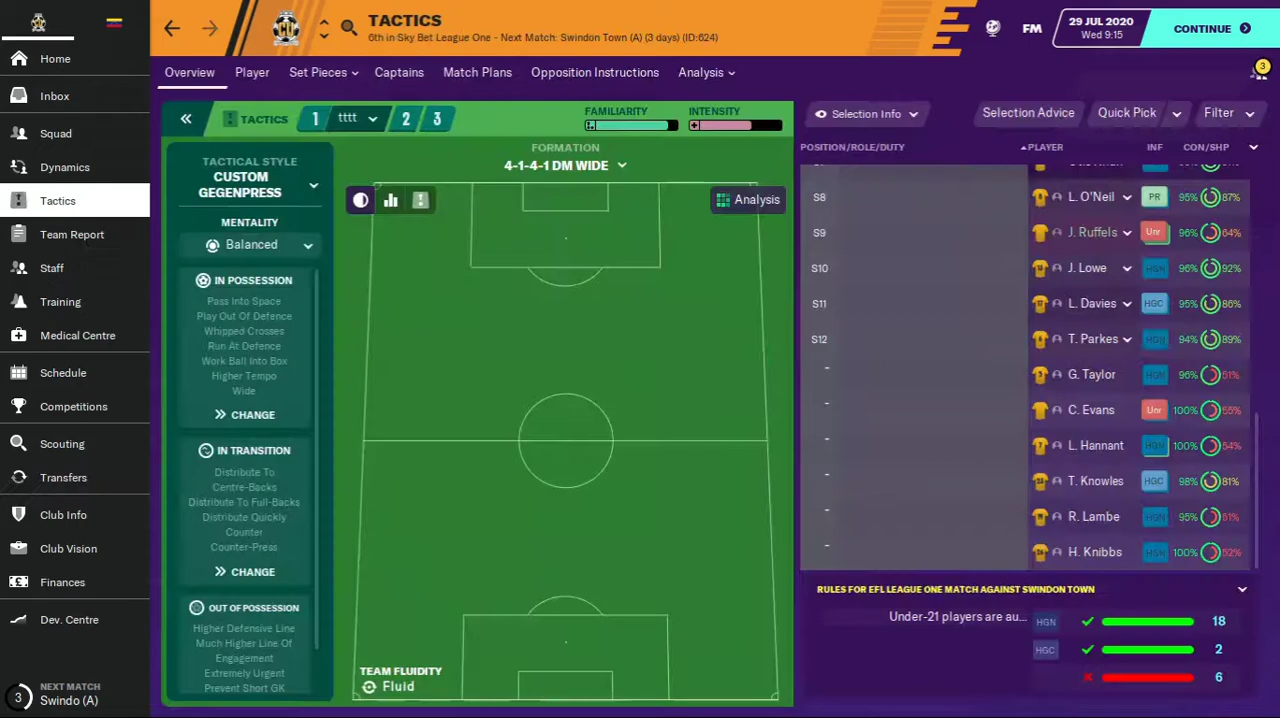 TACTICS
6th in Sky Bet League One - Next Match: Swindon Town (A) (3 days) (ID:624)
FM
29 JUL 2020
Wed 9:15
CONTINUE
Home
Inbox
Squad
Dynamics
Tactics
Team Report
Staff
Training
Medical Centre
Schedule
Competitions
Scouting
Transfers
Club Info
Club Vision
Finances
Dev. Centre
3
NEXT MATCH
Swindo (A)
Overview
Player
Set Pieces
Captains
Match Plans
Opposition Instructions
Analysis
3
TACTICS
1
tttt
2
3
FAMILIARITY
INTENSITY
TACTICAL STYLE
CUSTOM
GEGENPRESS
MENTALITY
Balanced
IN POSSESSION
Pass Into Space
Play Out Of Defence
Whipped Crosses
Run At Defence
Work Ball Into Box
Higher Tempo
Wide
CHANGE
IN TRANSITION
Distribute To
Centre-Backs
Distribute To Full-Backs
Distribute Quickly
Counter
Counter-Press
CHANGE
OUT OF POSSESSION
Higher Defensive Line
Much Higher Line Of
Engagement
Extremely Urgent
Prevent Short GK
FORMATION
4-1-4-1 DM WIDE
Analysis
TEAM FLUIDITY
Fluid
Selection Info
Selection Advice
Quick Pick
Filter
POSITION/ROLE/DUTY PLAYER INF CON/SHP
S8 L. O'Neil PR 95% 87%
S9 J. Ruffels Unr 96% 64%
S10 J. Lowe HGN 96% 92%
S11 L. Davies HGC 95% 86%
S12 T. Parkes HGN 94% 89%
- G. Taylor HGN 96% 51%
- C. Evans Unr 100% 55%
- L. Hannant HGN 100% 54%
- T. Knowles HGC 98% 81%
- R. Lambe HGN 95% 51%
- H. Knibbs HGN 100% 52%
RULES FOR EFL LEAGUE ONE MATCH AGAINST SWINDON TOWN
Under-21 players are au... HGN 18
HGC 2
6